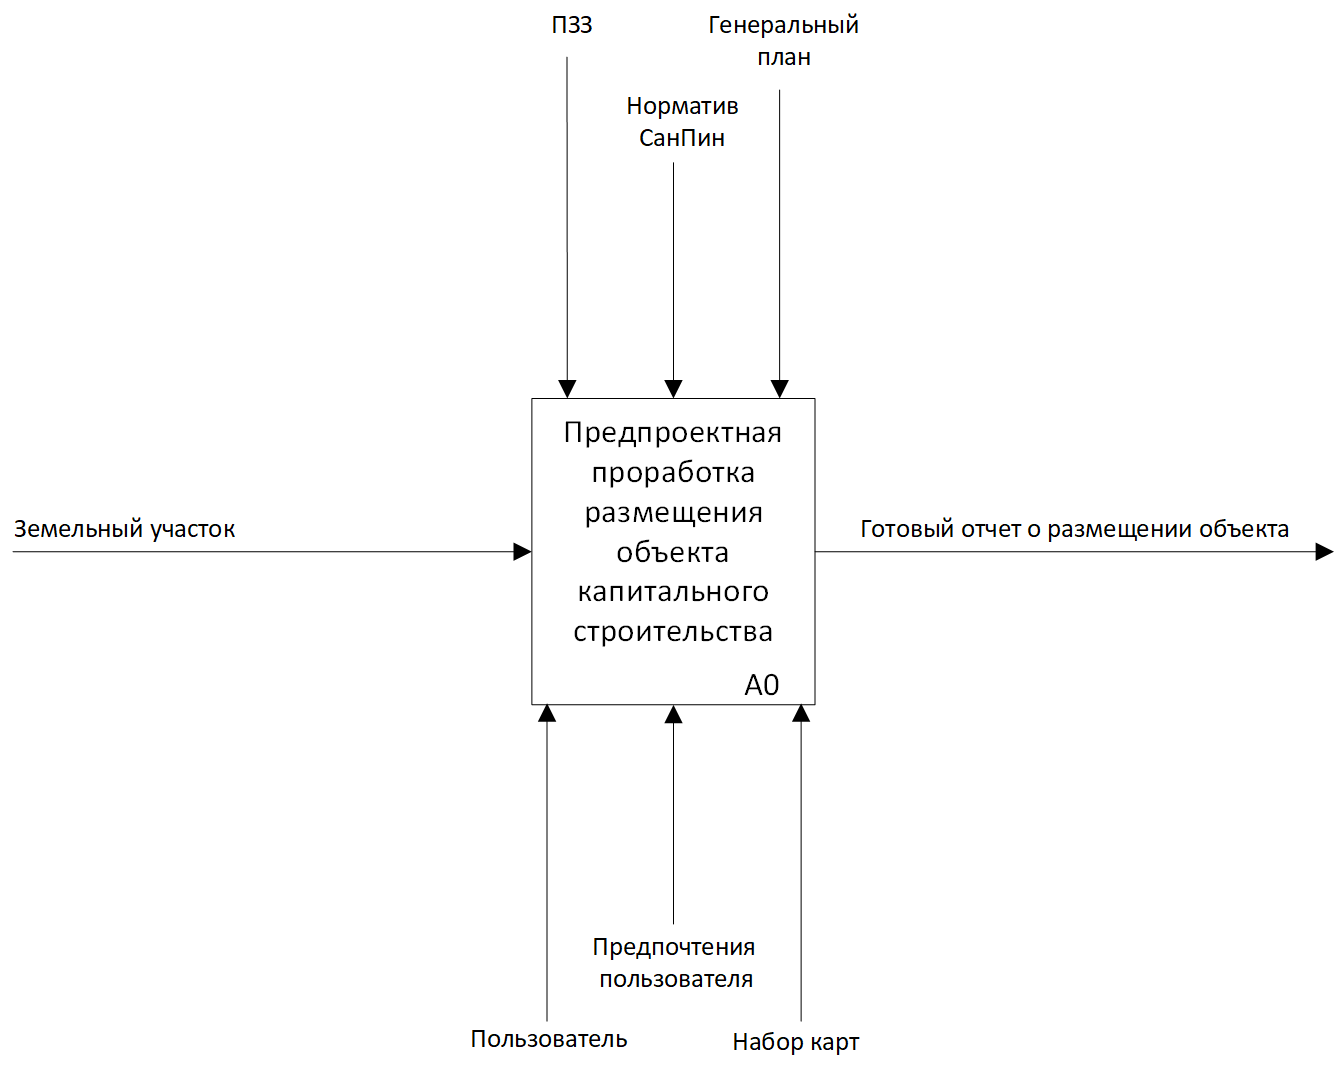 ПЗЗ
Генеральный
план
Норматив
СанПин
Предпроектная
проработка
размещения
объекта
капитального
строительства
А0
Земельный участок
Готовый отчет о размещении объекта
Предпочтения
пользователя
Пользователь
Набор карт